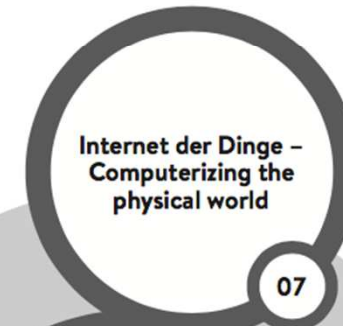 Internet der Dinge –
Computerizing the
physical world
07